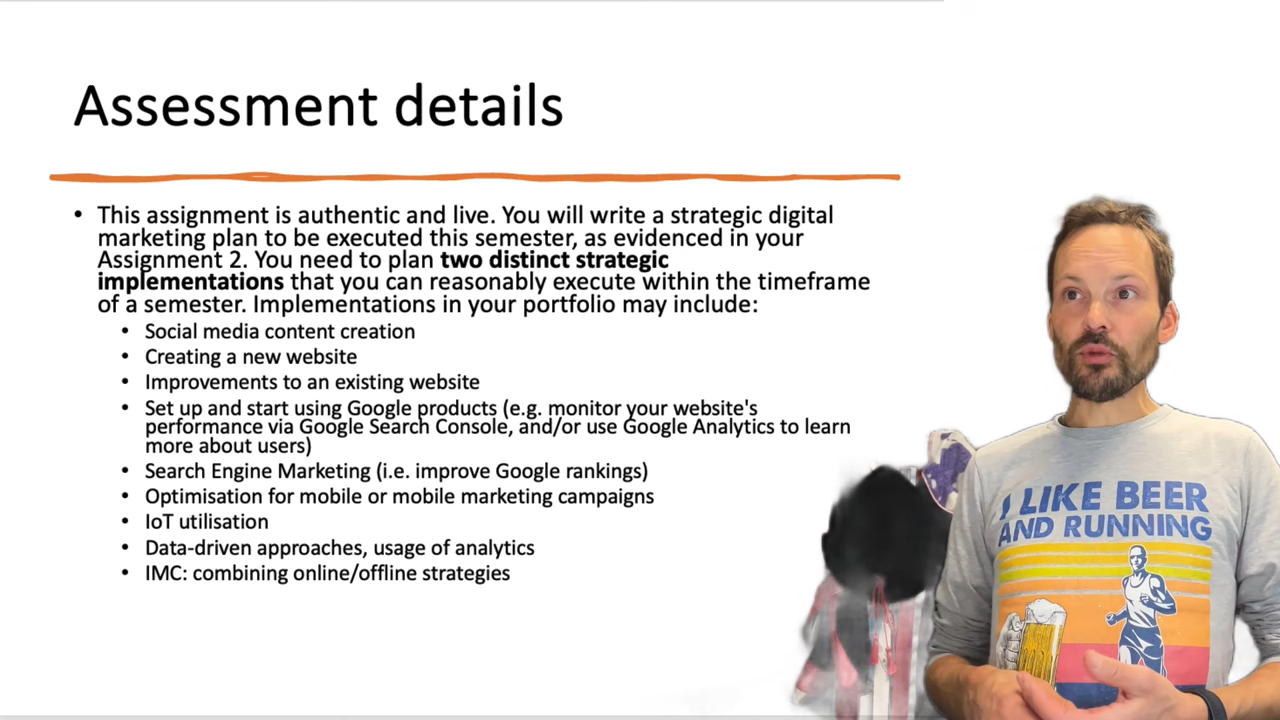 Assessment details
• This assignment is authentic and live. You will write a strategic digital
marketing plan to be executed this semester, as evidenced in your
Assignment 2. You need to plan two distinct strategic
implementations that you can reasonably execute within the timeframe
of a semester. Implementations in your portfolio may include:
• Social media content creation
• Creating a new website
• Improvements to an existing website
• Set up and start using Google products (e.g. monitor your website's
performance via Google Search Console, and/or use Google Analytics to learn
more about users)
• Search Engine Marketing (i.e. improve Google rankings)
• Optimisation for mobile or mobile marketing campaigns
• IoT utilisation
• Data-driven approaches, usage of analytics
• IMC: combining online/offline strategies
I LIKE BEER
AND RUNNING